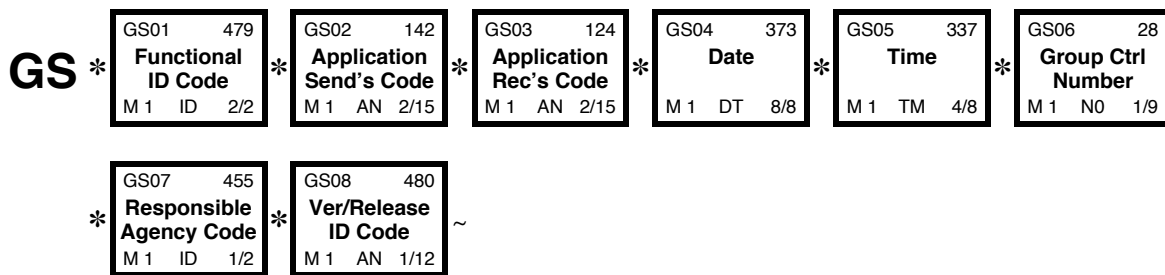 GS01 479 GS02 142 GS03 124 GS04 373 GS05 337 GS06 28
GS * Functional ID Code * Application Send's Code * Application Rec's Code * Date * Time * Group Ctrl Number
M 1 ID 2/2 M 1 AN 2/15 M 1 AN 2/15 M 1 DT 8/8 M 1 TM 4/8 M 1 N0 1/9
GS07 455 GS08 480
* Responsible Agency Code * Ver/Release ID Code ~
M 1 ID 1/2 M 1 AN 1/12